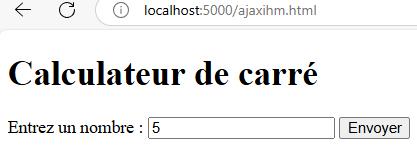 localhost:5000/ajaxihm.html
Calculateur de carré
Entrez un nombre : 5 Envoyer